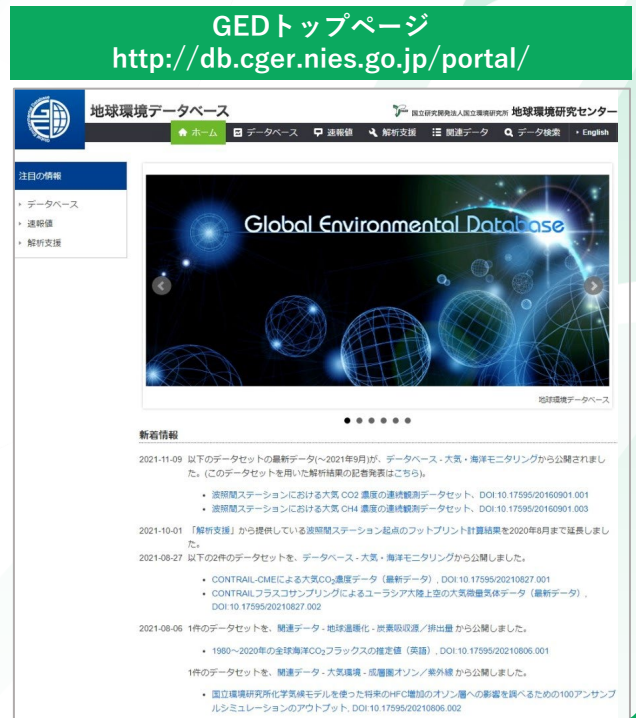 GEDトップページ
http://db.cger.nies.go.jp/portal/
地球環境データベース
国立研究開発法人国立環境研究所 地球環境研究センター
ホーム データベース 速報値 解析支援 関連データ データ検索 English
注目の情報
データベース
速報値
解析支援
Global Environmental Database
地球環境データベース
新着情報
2021-11-09 以下のデータセットの最新データ(～2021年9月)が、データベース - 大気・海洋モニタリングから公開されまし
た。(このデータセットを用いた解析結果の記者発表はこちら)。
• 波照間ステーションにおける大気 CO2 濃度の連続観測データセット、DOI:10.17595/20160901.001
• 波照間ステーションにおける大気 CH4 濃度の連続観測データセット、DOI:10.17595/20160901.003
2021-10-01 「解析支援」から提供している波照間ステーション起点のフットプリント計算結果を2020年8月まで延長しまし
た。
2021-08-27 以下の2件のデータセットを、データベース - 大気・海洋モニタリングから公開しました。
• CONTRAIL-CMEによる大気CO₂濃度データ（最新データ）, DOI:10.17595/20210827.001
• CONTRAILフラスコサンプリングによるユーラシア大陸上空の大気微量気体データ（最新データ）,
DOI:10.17595/20210827.002
2021-08-06 1件のデータセットを、関連データ - 地球温暖化 - 炭素吸収源／排出量 から公開しました。
• 1980～2020年の全球海洋CO₂フラックスの推定値（英語）, DOI:10.17595/20210806.001
1件のデータセットを、関連データ - 大気環境 - 成層圏オゾン／紫外線 から公開しました。
• 国立環境研究所化学気候モデルを使った将来のHFC増加のオゾン層への影響を調べるための100アンサンブ
ルシミュレーションのアウトプット, DOI:10.17595/20210806.002